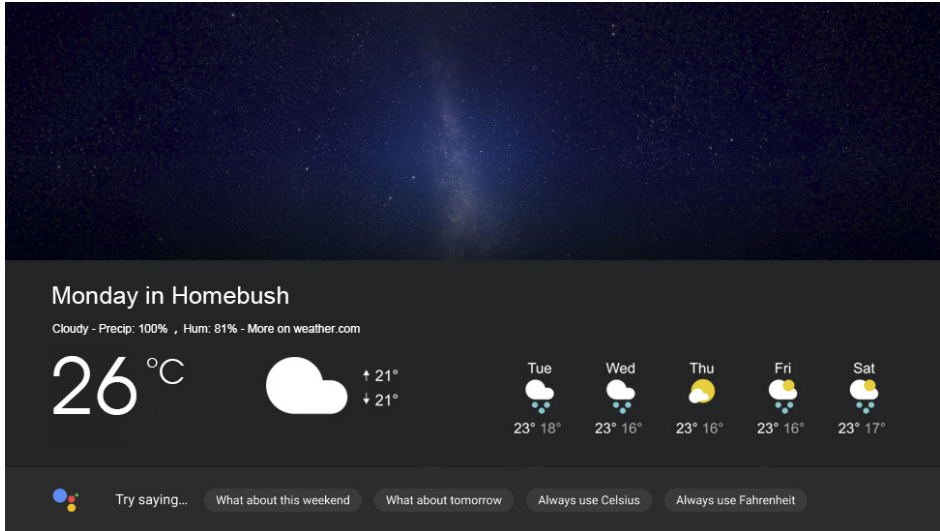 Monday in Homebush
Cloudy - Precip: 100% , Hum: 81% - More on weather.com
26 °C
↑ 21°
↓ 21°
Tue Wed Thu Fri Sat
23° 18° 23° 16° 23° 16° 23° 16° 23° 17°
Try saying... What about this weekend What about tomorrow Always use Celsius Always use Fahrenheit